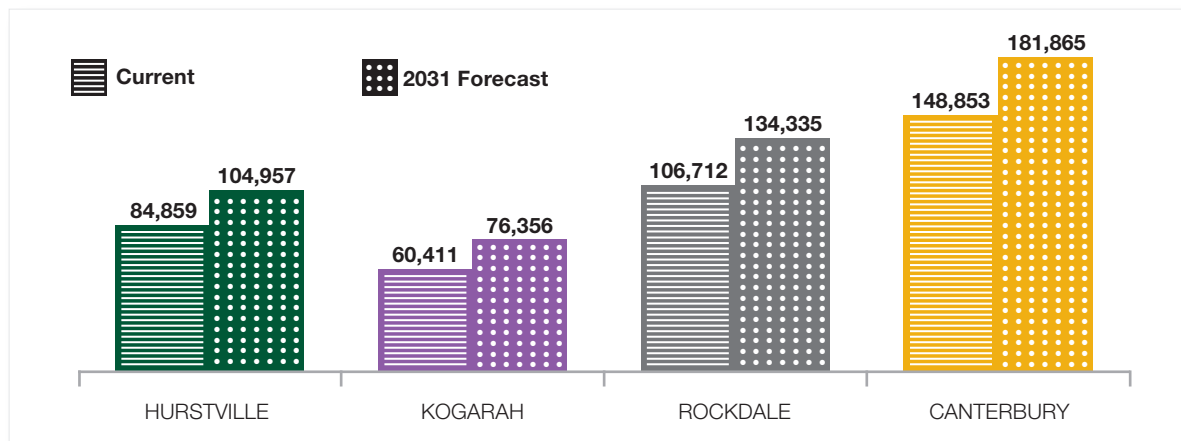 Current
2031 Forecast
181,865
148,853
134,335
106,712
104,957
84,859
76,356
60,411
HURSTVILLE
KOGARAH
ROCKDALE
CANTERBURY